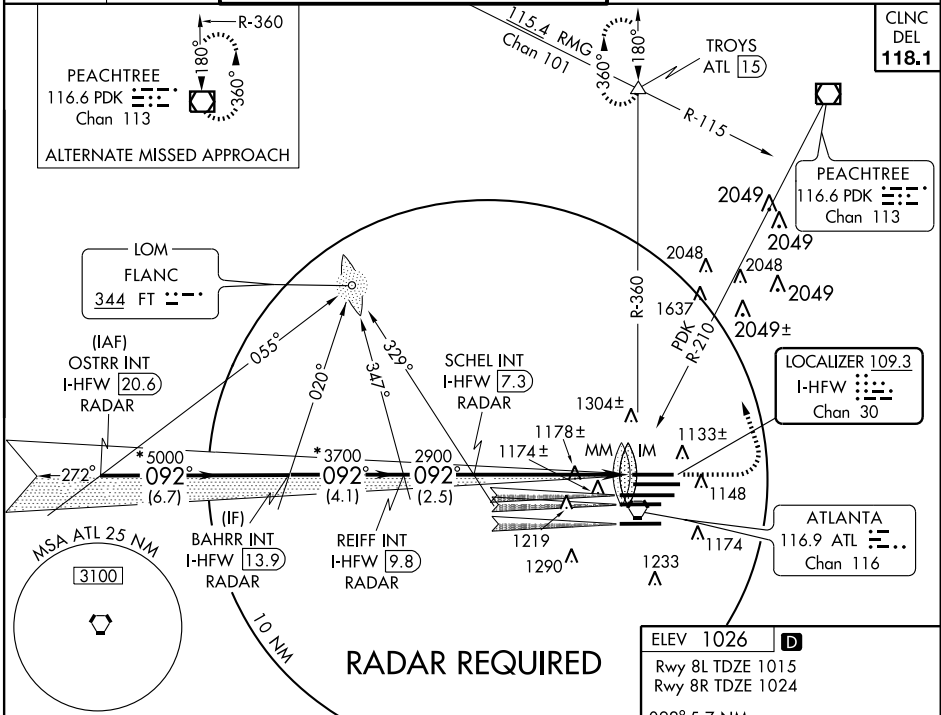 R-360
180°
360°
PEACHTREE
116.6 PDK
Chan 113
ALTERNATE MISSED APPROACH
115.4 RMG
Chan 101
180°
360°
TROYS
ATL 15
R-115
CLNC
DEL
118.1
PEACHTREE
116.6 PDK
Chan 113
2049
2049
2048
2048
2049
1637
2049±
R-360
PDK
R-210
LOM
FLANC
344 FT
055°
020°
347°
329°
(IAF)
OSTRR INT
I-HFW 20.6
RADAR
SCHEL INT
I-HFW 7.3
RADAR
LOCALIZER 109.3
I-HFW
Chan 30
1304±
1178±
1174±
MM
IM
1133±
1148
272°
*5000
092°
(6.7)
*3700
092°
(4.1)
2900
092°
(2.5)
(IF)
BAHRR INT
I-HFW 13.9
RADAR
REIFF INT
I-HFW 9.8
RADAR
1219
1290
1233
1174
ATLANTA
116.9 ATL
Chan 116
MSA ATL 25 NM
3100
10 NM
RADAR REQUIRED
ELEV 1026 D
Rwy 8L TDZE 1015
Rwy 8R TDZE 1024
092° 5.7 NM